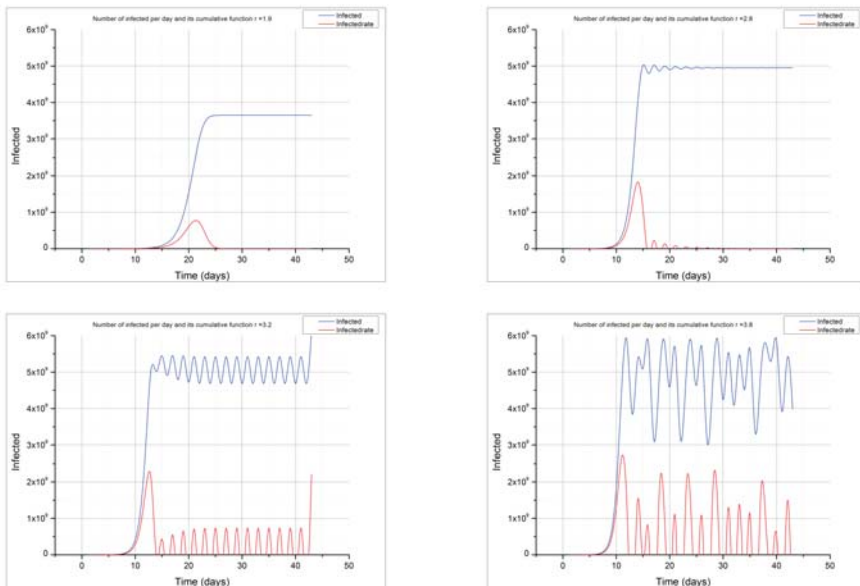 Number of infected per day and its cumulative function r =1.9
Infected
Infectedrate
6x10⁹
5x10⁹
4x10⁹
3x10⁹
2x10⁹
1x10⁹
0
Infected
0 10 20 30 40 50
Time (days)
Number of infected per day and its cumulative function r =2.8
Infected
Infectedrate
6x10⁹
5x10⁹
4x10⁹
3x10⁹
2x10⁹
1x10⁹
0
Infected
0 10 20 30 40 50
Time (days)
Number of infected per day and its cumulative function r =3.2
Infected
Infectedrate
6x10⁹
5x10⁹
4x10⁹
3x10⁹
2x10⁹
1x10⁹
0
Infected
0 10 20 30 40 50
Time (days)
Number of infected per day and its cumulative function r =3.8
Infected
Infectedrate
6x10⁹
5x10⁹
4x10⁹
3x10⁹
2x10⁹
1x10⁹
0
Infected
0 10 20 30 40 50
Time (days)